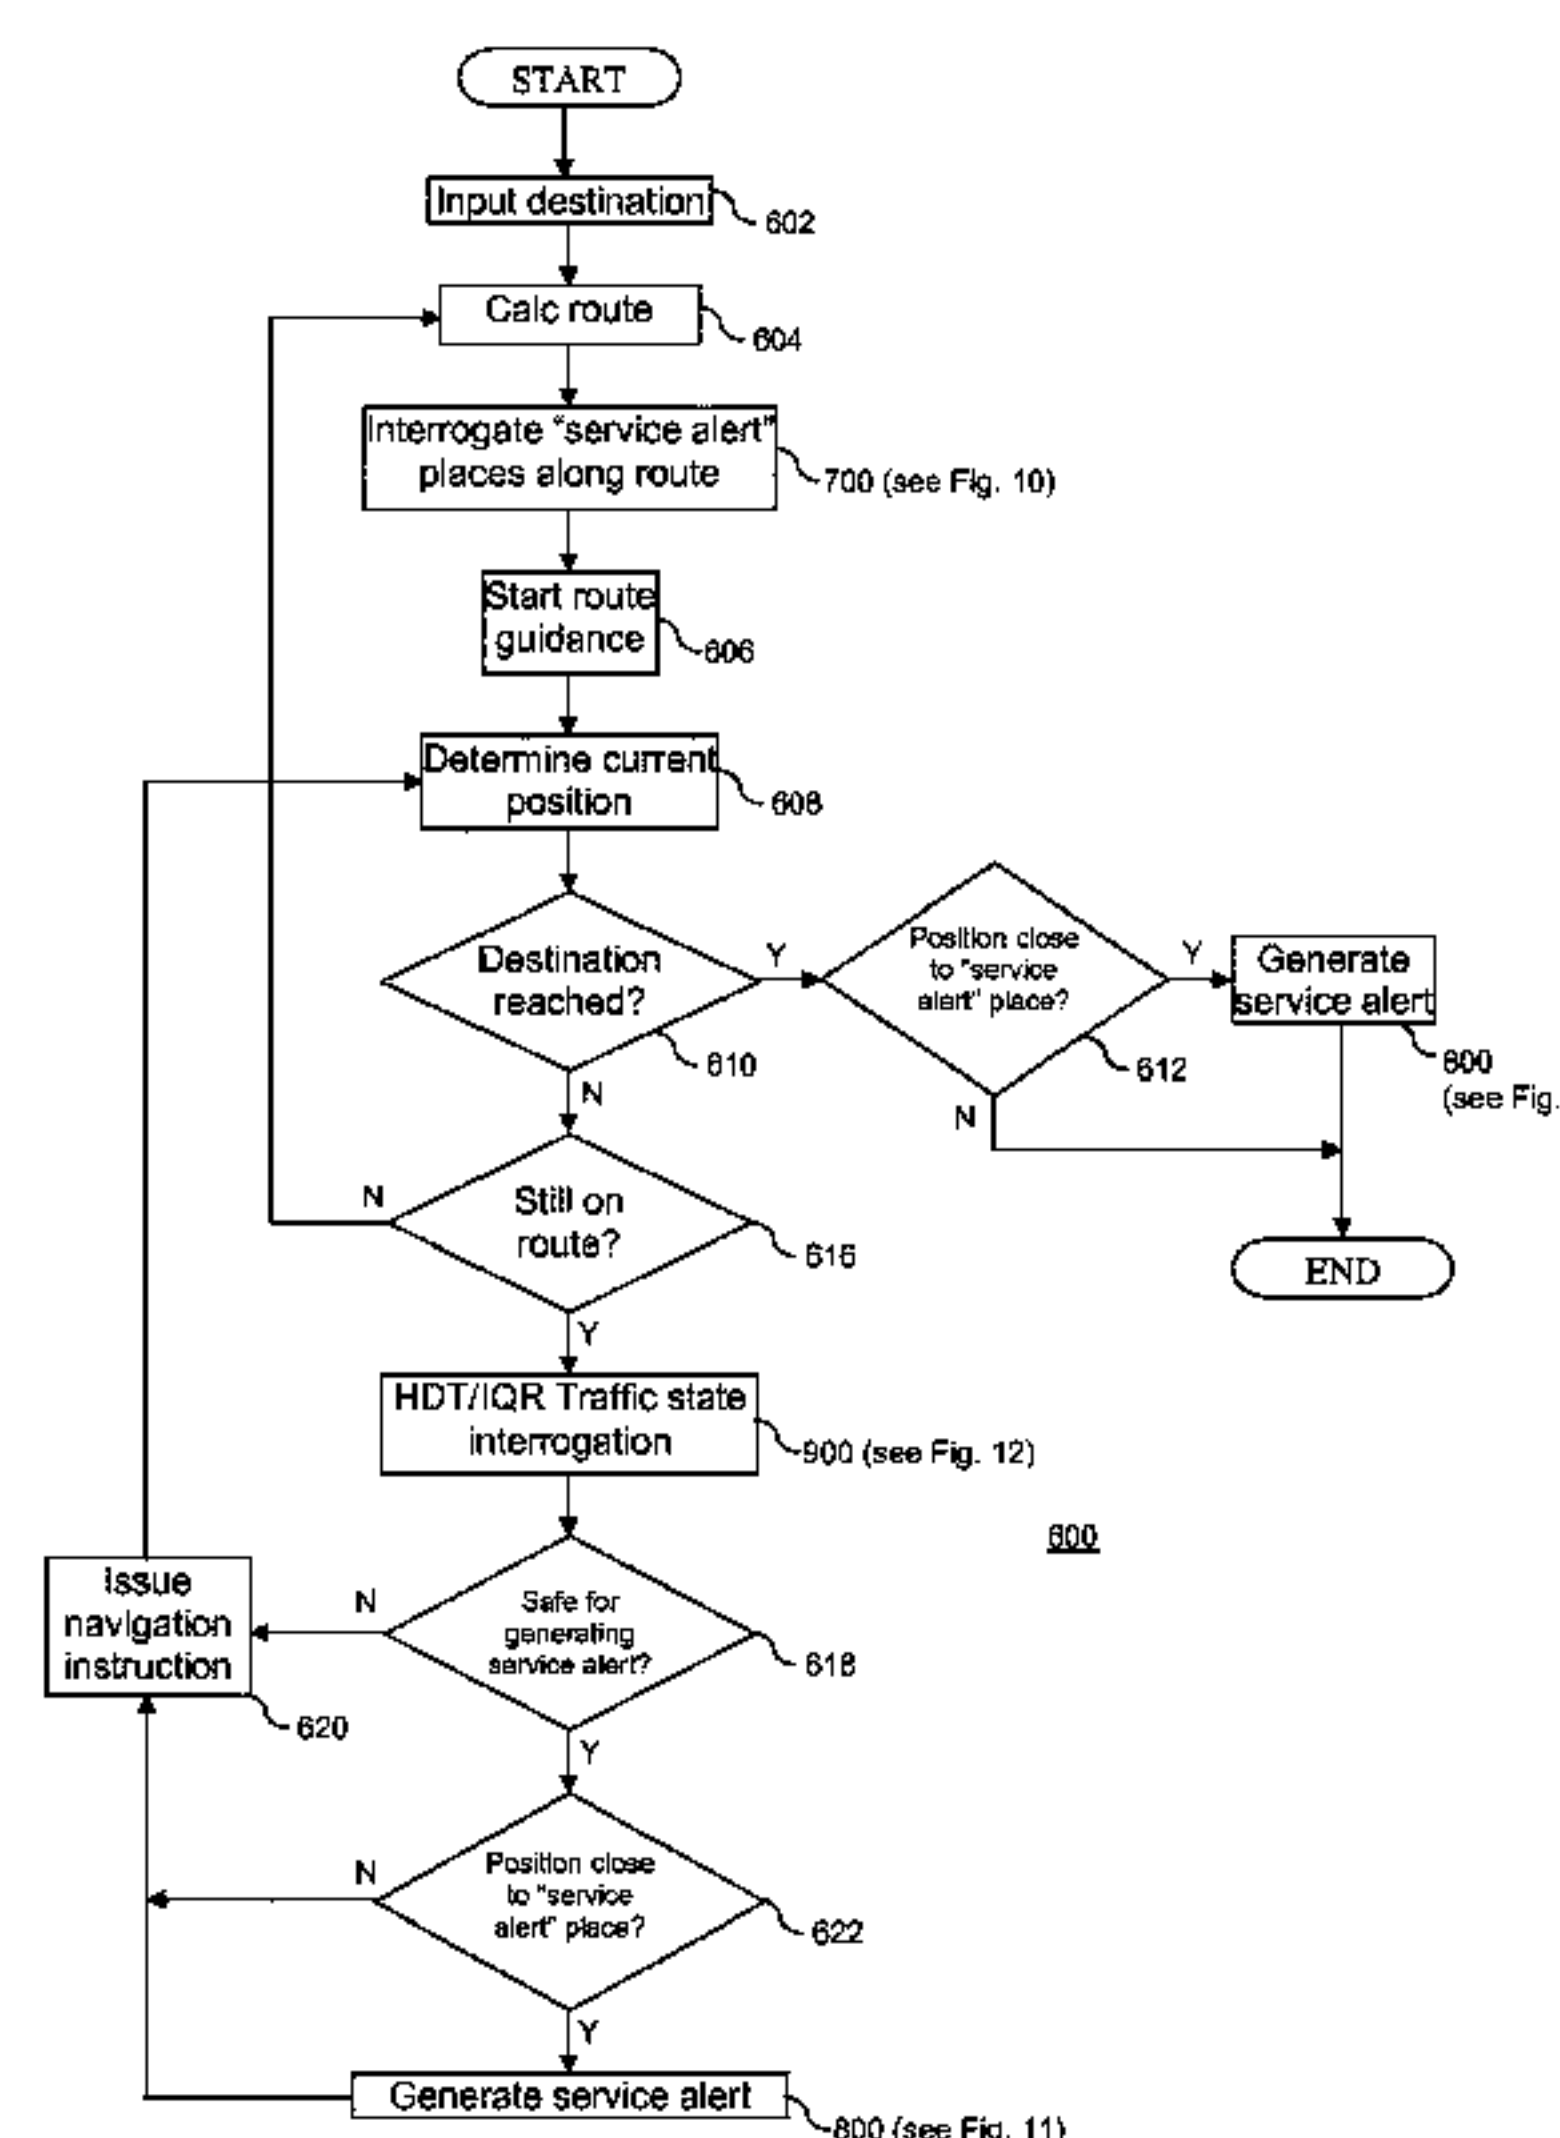 START
Input destination
602
Calc route
604
Interrogate "service alert"
places along route
700 (see Fig. 10)
Start route
guidance
606
Determine current
position
608
Destination
reached?
Y
610
N
Position close
to "service
alert" place?
Y
612
N
Generate
service alert
800
(see Fig.
END
N
Still on
route?
616
Y
HDT/IQR Traffic state
interrogation
900 (see Fig. 12)
600
Issue
navigation
instruction
620
N
Safe for
generating
service alert?
618
Y
N
Position close
to "service
alert" place?
622
Y
Generate service alert
800 (see Fig. 11)